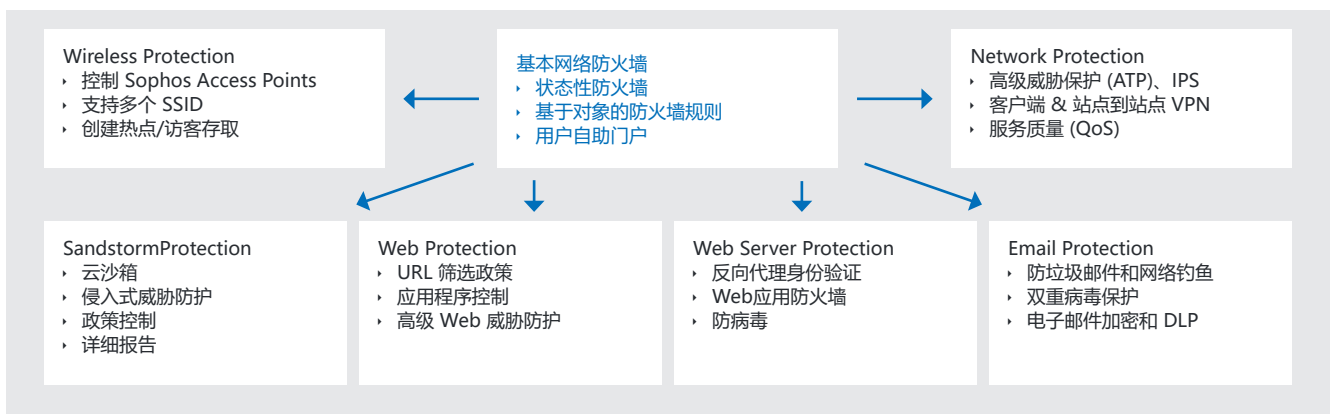 Wireless Protection
‣ 控制 Sophos Access Points
‣ 支持多个 SSID
‣ 创建热点/访客存取
基本网络防火墙
‣ 状态性防火墙
‣ 基于对象的防火墙规则
‣ 用户自助门户
Network Protection
‣ 高级威胁保护 (ATP)、IPS
‣ 客户端 & 站点到站点 VPN
‣ 服务质量 (QoS)
SandstormProtection
‣ 云沙箱
‣ 侵入式威胁防护
‣ 政策控制
‣ 详细报告
Web Protection
‣ URL 筛选政策
‣ 应用程序控制
‣ 高级 Web 威胁防护
Web Server Protection
‣ 反向代理身份验证
‣ Web应用防火墙
‣ 防病毒
Email Protection
‣ 防垃圾邮件和网络钓鱼
‣ 双重病毒保护
‣ 电子邮件加密和 DLP